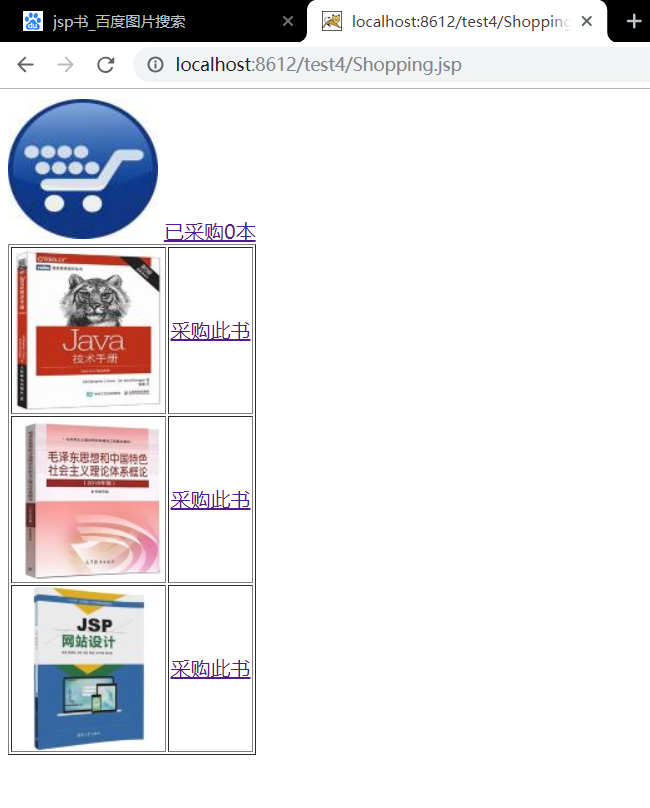 jsp书_百度图片搜索
localhost:8612/test4/Shopping
localhost:8612/test4/Shopping.jsp
已采购0本
O'REILLY
Java
技术手册
采购此书
毛泽东思想和中国特色
社会主义理论体系概论
(2018年版)
采购此书
JSP
网站设计
采购此书